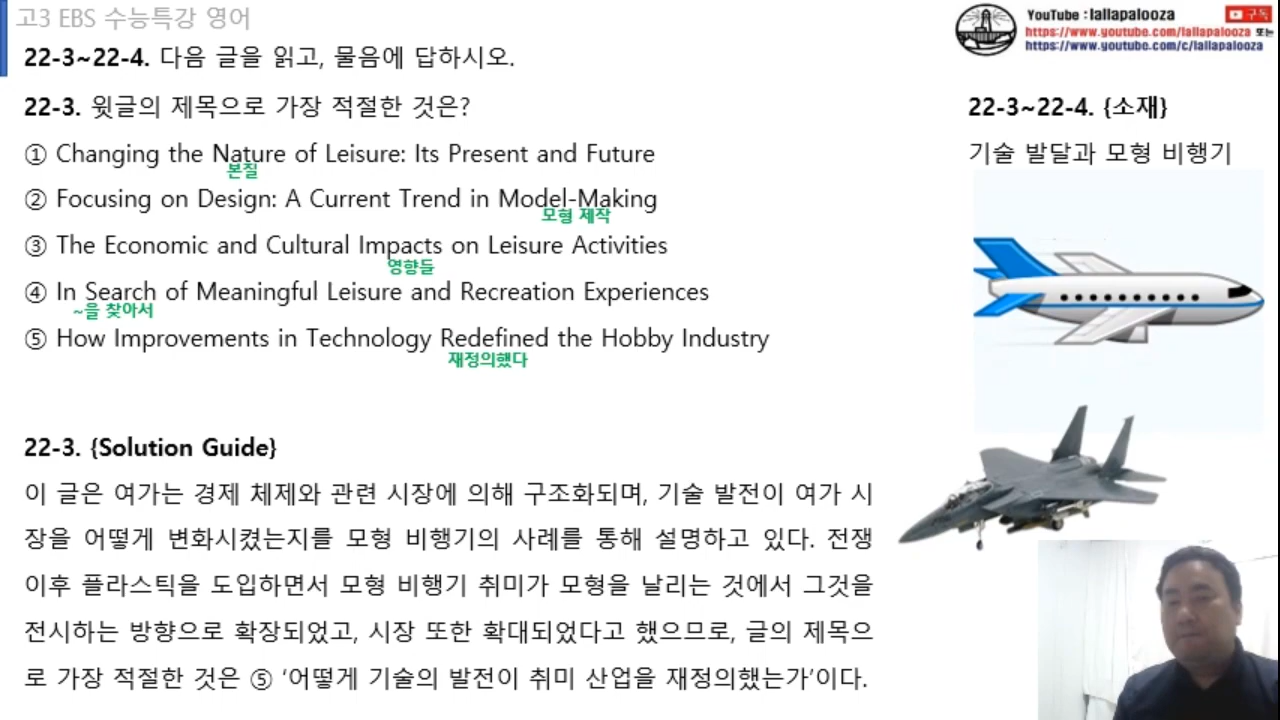 고3 EBS 수능특강 영어
YouTube : lallapalooza
구독
https://www.youtube.com/lallapalooza 또는
https://www.youtube.com/c/lallapalooza
22-3~22-4. 다음 글을 읽고, 물음에 답하시오.
22-3. 윗글의 제목으로 가장 적절한 것은?
① Changing the Nature of Leisure: Its Present and Future
본질
② Focusing on Design: A Current Trend in Model-Making
모형 제작
③ The Economic and Cultural Impacts on Leisure Activities
영향들
④ In Search of Meaningful Leisure and Recreation Experiences
~을 찾아서
⑤ How Improvements in Technology Redefined the Hobby Industry
재정의했다
22-3. {Solution Guide}
이 글은 여가는 경제 체제와 관련 시장에 의해 구조화되며, 기술 발전이 여가 시
장을 어떻게 변화시켰는지를 모형 비행기의 사례를 통해 설명하고 있다. 전쟁
이후 플라스틱을 도입하면서 모형 비행기 취미가 모형을 날리는 것에서 그것을
전시하는 방향으로 확장되었고, 시장 또한 확대되었다고 했으므로, 글의 제목으
로 가장 적절한 것은 ⑤ ‘어떻게 기술의 발전이 취미 산업을 재정의했는가’이다.
22-3~22-4. {소재}
기술 발달과 모형 비행기